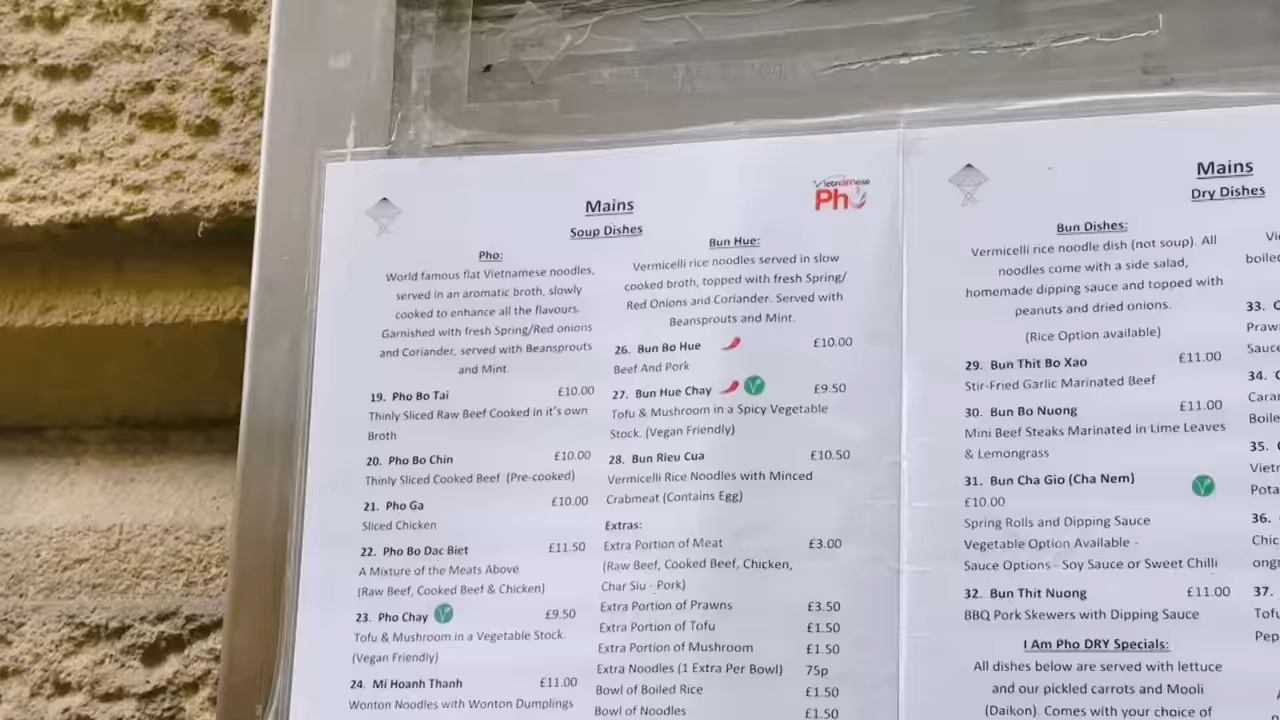 Vietnamese
Pho
Mains
Soup Dishes
Pho:
World famous flat Vietnamese noodles,
served in an aromatic broth, slowly
cooked to enhance all the flavours.
Garnished with fresh Spring/Red onions
and Coriander, served with Beansprouts
and Mint.
19. Pho Bo Tai £10.00
Thinly Sliced Raw Beef Cooked in it's own
Broth
20. Pho Bo Chin £10.00
Thinly Sliced Cooked Beef (Pre-cooked)
21. Pho Ga £10.00
Sliced Chicken
22. Pho Bo Dac Biet £11.50
A Mixture of the Meats Above
(Raw Beef, Cooked Beef & Chicken)
23. Pho Chay V £9.50
Tofu & Mushroom in a Vegetable Stock.
(Vegan Friendly)
24. Mi Hoanh Thanh £11.00
Wonton Noodles with Wonton Dumplings
Bun Hue:
Vermicelli rice noodles served in slow
cooked broth, topped with fresh Spring/
Red Onions and Coriander. Served with
Beansprouts and Mint.
26. Bun Bo Hue £10.00
Beef And Pork
27. Bun Hue Chay V £9.50
Tofu & Mushroom in a Spicy Vegetable
Stock. (Vegan Friendly)
28. Bun Rieu Cua £10.50
Vermicelli Rice Noodles with Minced
Crabmeat (Contains Egg)
Extras:
Extra Portion of Meat £3.00
(Raw Beef, Cooked Beef, Chicken,
Char Siu - Pork)
Extra Portion of Prawns £3.50
Extra Portion of Tofu £1.50
Extra Portion of Mushroom £1.50
Extra Noodles (1 Extra Per Bowl) 75p
Bowl of Boiled Rice £1.50
Bowl of Noodles £1.50
Mains
Dry Dishes
Bun Dishes:
Vermicelli rice noodle dish (not soup). All
noodles come with a side salad,
homemade dipping sauce and topped with
peanuts and dried onions.
(Rice Option available)
29. Bun Thit Bo Xao £11.00
Stir-Fried Garlic Marinated Beef
30. Bun Bo Nuong £11.00
Mini Beef Steaks Marinated in Lime Leaves
& Lemongrass
31. Bun Cha Gio (Cha Nem) V
£10.00
Spring Rolls and Dipping Sauce
Vegetable Option Available -
Sauce Options - Soy Sauce or Sweet Chilli
32. Bun Thit Nuong £11.00
BBQ Pork Skewers with Dipping Sauce
I Am Pho DRY Specials:
All dishes below are served with lettuce
and our pickled carrots and Mooli
(Daikon). Comes with your choice of
33.
Sauce
34.
35.
36.
37.